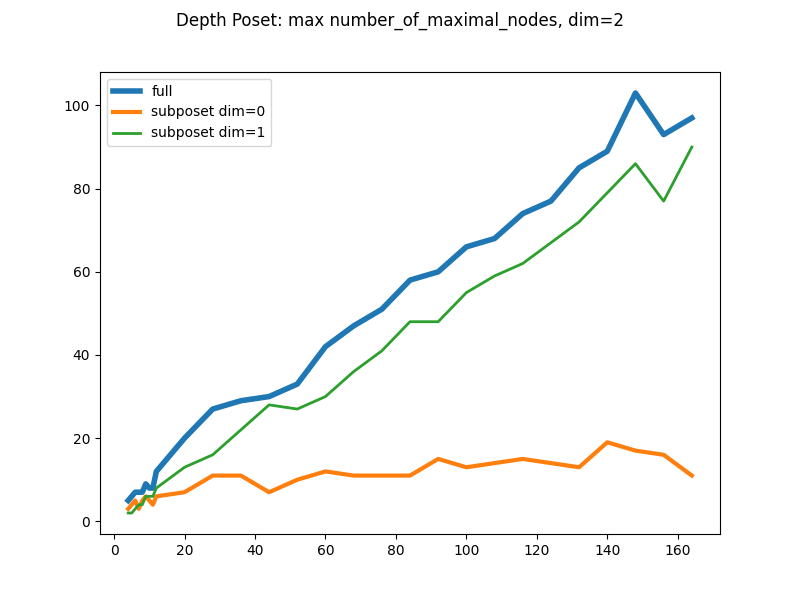 Depth Poset: max number_of_maximal_nodes, dim=2
full
subposet dim=0
subposet dim=1
100
80
60
40
20
0
0 20 40 60 80 100 120 140 160